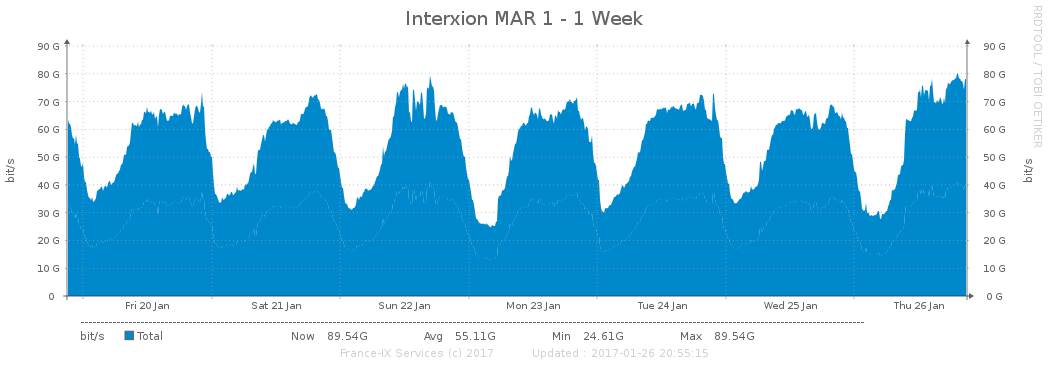 Interxion MAR 1 - 1 Week
RRDTOOL / TOBI OETIKER
90 G 90 G
80 G 80 G
70 G 70 G
60 G 60 G
50 G 50 G
40 G 40 G
30 G 30 G
20 G 20 G
10 G 10 G
0 0 G
bit/s bit/s
Fri 20 Jan Sat 21 Jan Sun 22 Jan Mon 23 Jan Tue 24 Jan Wed 25 Jan Thu 26 Jan
bit/s Total Now 89.54G Avg 55.11G Min 24.61G Max 89.54G
France-IX Services (c) 2017 Updated : 2017-01-26 20:55:15